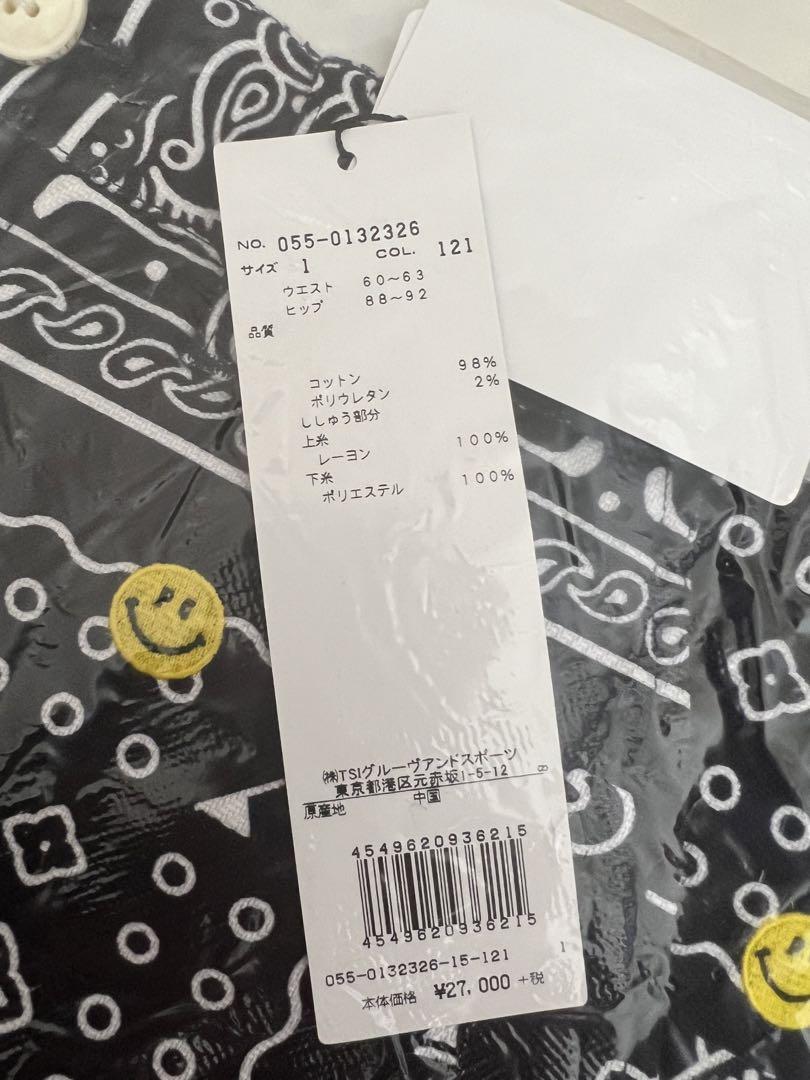 NO. 055-0132326
サイズ 1 COL. 121
ウエスト 60～63
ヒップ 88～92
品質
コットン 98%
ポリウレタン 2%
ししゅう部分
上糸
レーヨン 100%
下糸
ポリエステル 100%
㈱TSIグルーヴアンドスポーツ
東京都港区元赤坂1-5-12 8
原産地 中国
4549620936215
4549620936215
055-0132326-15-121 1
本体価格 ¥27,000 +税